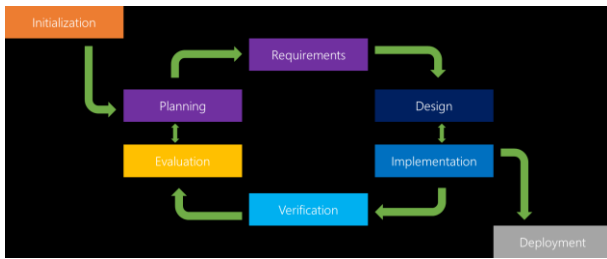 Initialization
Requirements
Planning
Design
Evaluation
Implementation
Verification
Deployment